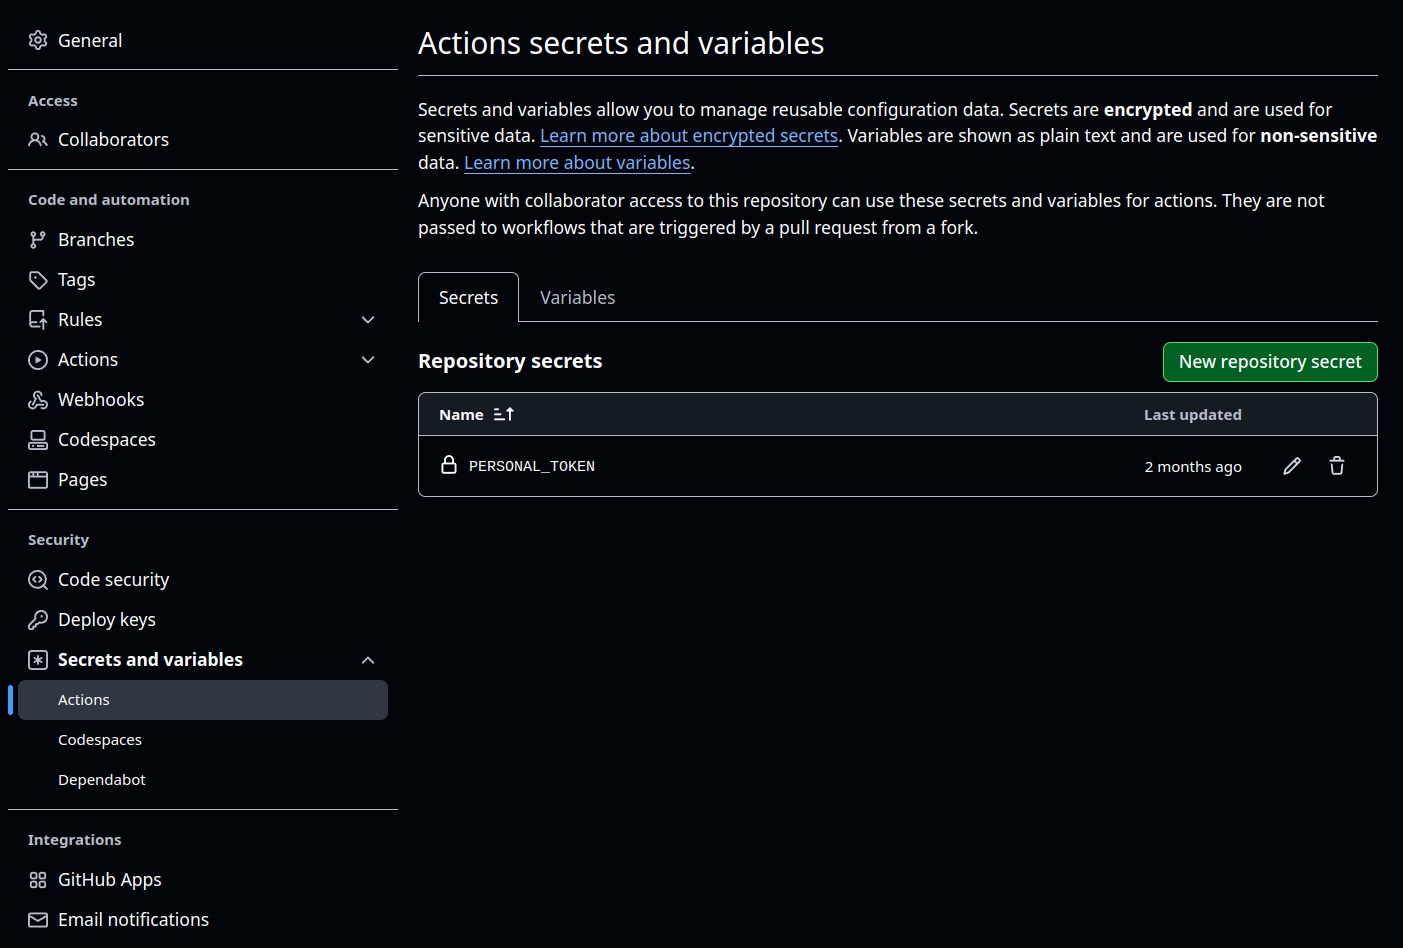 General
Access
Collaborators
Code and automation
Branches
Tags
Rules
Actions
Webhooks
Codespaces
Pages
Security
Code security
Deploy keys
Secrets and variables
Actions
Codespaces
Dependabot
Integrations
GitHub Apps
Email notifications
Actions secrets and variables
Secrets and variables allow you to manage reusable configuration data. Secrets are encrypted and are used for
sensitive data. Learn more about encrypted secrets. Variables are shown as plain text and are used for non-sensitive
data. Learn more about variables.
Anyone with collaborator access to this repository can use these secrets and variables for actions. They are not
passed to workflows that are triggered by a pull request from a fork.
Secrets Variables
Repository secrets New repository secret
Name Last updated
PERSONAL_TOKEN 2 months ago